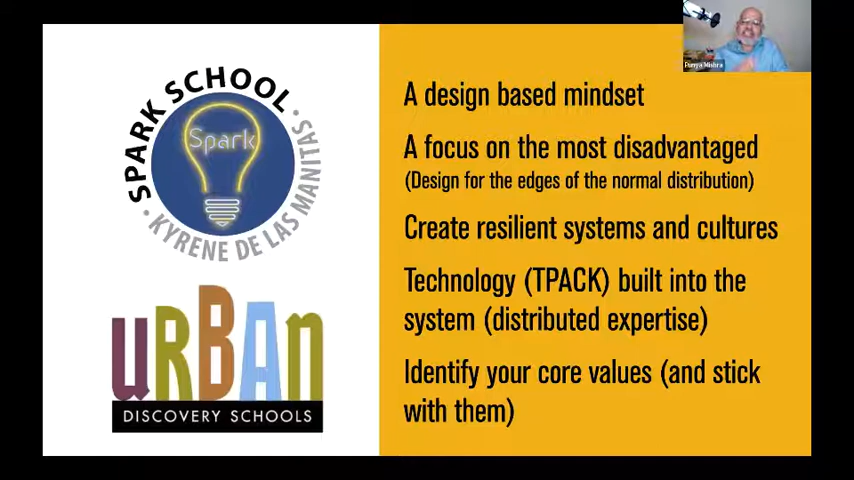 SPARK SCHOOL
Spark
• KYRENE DE LAS MANITAS •
uRBAn
DISCOVERY SCHOOLS
Punya Mishra
A design based mindset
A focus on the most disadvantaged
(Design for the edges of the normal distribution)
Create resilient systems and cultures
Technology (TPACK) built into the
system (distributed expertise)
Identify your core values (and stick
with them)